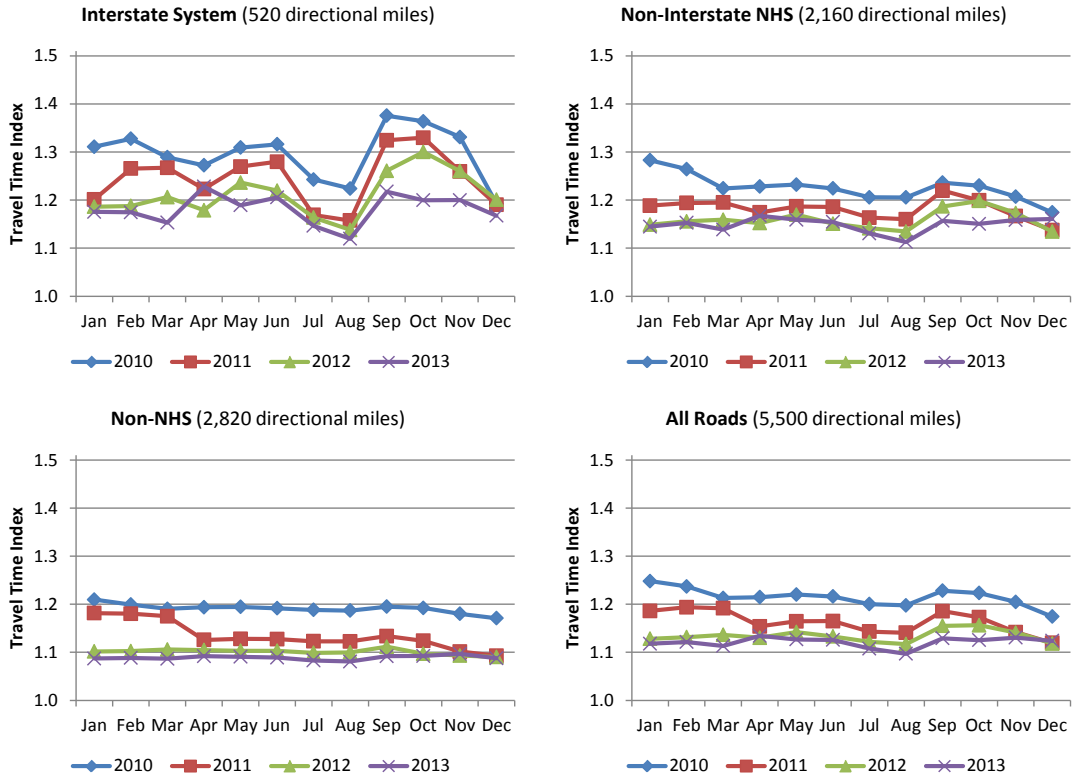 Interstate System (520 directional miles)
Travel Time Index
1.5
1.4
1.3
1.2
1.1
1.0
Jan Feb Mar Apr May Jun Jul Aug Sep Oct Nov Dec
2010 2011 2012 2013
Non-Interstate NHS (2,160 directional miles)
Travel Time Index
1.5
1.4
1.3
1.2
1.1
1.0
Jan Feb Mar Apr May Jun Jul Aug Sep Oct Nov Dec
2010 2011 2012 2013
Non-NHS (2,820 directional miles)
Travel Time Index
1.5
1.4
1.3
1.2
1.1
1.0
Jan Feb Mar Apr May Jun Jul Aug Sep Oct Nov Dec
2010 2011 2012 2013
All Roads (5,500 directional miles)
Travel Time Index
1.5
1.4
1.3
1.2
1.1
1.0
Jan Feb Mar Apr May Jun Jul Aug Sep Oct Nov Dec
2010 2011 2012 2013